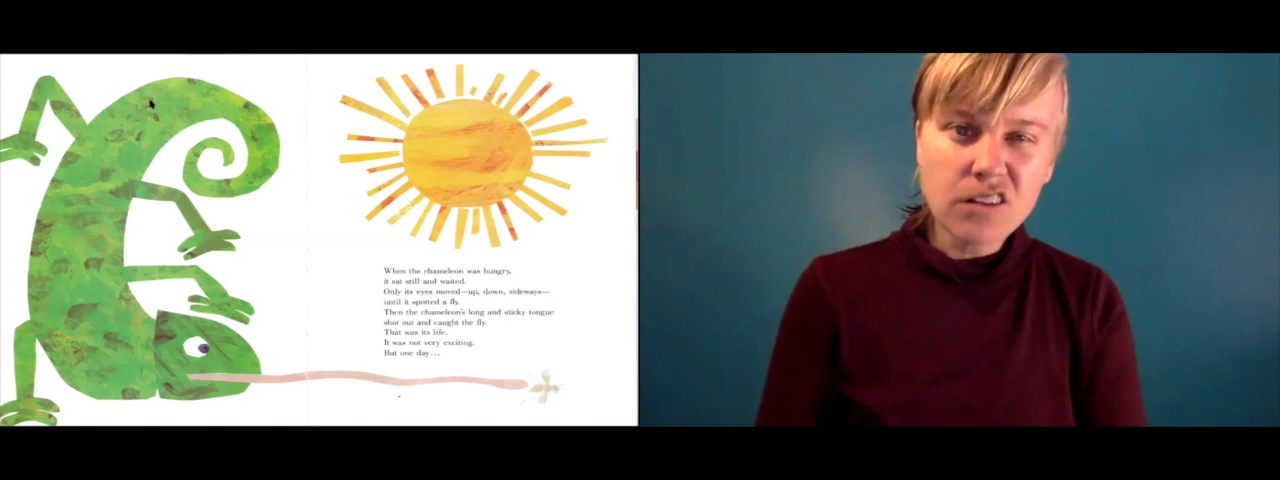 When the chameleon was hungry,
it sat still and waited.
Only its eyes moved—up, down, sideways—
until it spotted a fly.
Then the chameleon's long and sticky tongue
shot out and caught the fly.
That was its life.
It was not very exciting.
But one day...